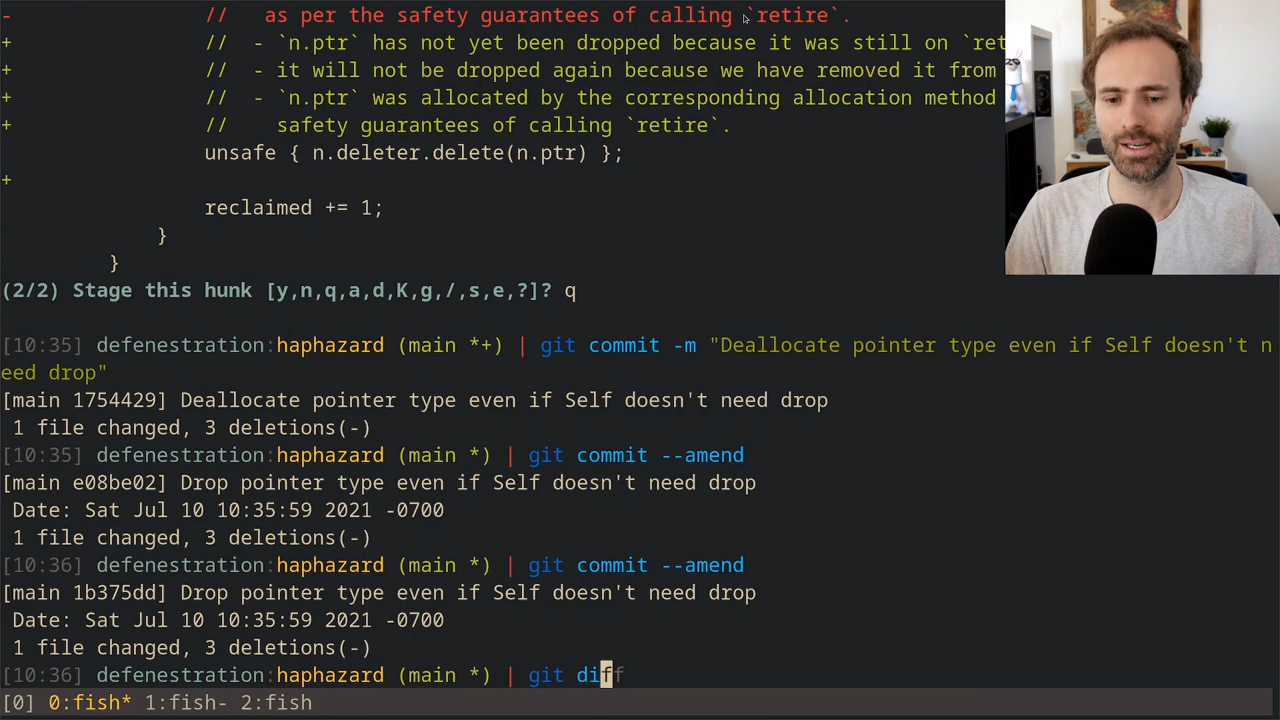 -                //   as per the safety guarantees of calling `retire`.
+                //  - `n.ptr` has not yet been dropped because it was still on `ret
+                //  - it will not be dropped again because we have removed it from
+                //  - `n.ptr` was allocated by the corresponding allocation method
+                //    safety guarantees of calling `retire`.
                 unsafe { n.deleter.delete(n.ptr) };
+
                 reclaimed += 1;
             }
         }
(2/2) Stage this hunk [y,n,q,a,d,K,g,/,s,e,?]? q
[10:35] defenestration:haphazard (main *+) | git commit -m "Deallocate pointer type even if Self doesn't n
eed drop"
[main 1754429] Deallocate pointer type even if Self doesn't need drop
 1 file changed, 3 deletions(-)
[10:35] defenestration:haphazard (main *) | git commit --amend
[main e08be02] Drop pointer type even if Self doesn't need drop
 Date: Sat Jul 10 10:35:59 2021 -0700
 1 file changed, 3 deletions(-)
[10:36] defenestration:haphazard (main *) | git commit --amend
[main 1b375dd] Drop pointer type even if Self doesn't need drop
 Date: Sat Jul 10 10:35:59 2021 -0700
 1 file changed, 3 deletions(-)
[10:36] defenestration:haphazard (main *) | git diff
[0] 0:fish* 1:fish- 2:fish